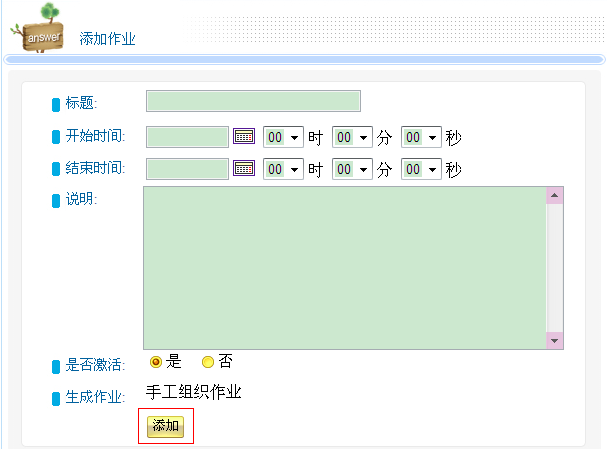 answer 添加作业
标题:
开始时间: 00 时 00 分 00 秒
结束时间: 00 时 00 分 00 秒
说明:
是否激活: 是 否
生成作业: 手工组织作业
添加